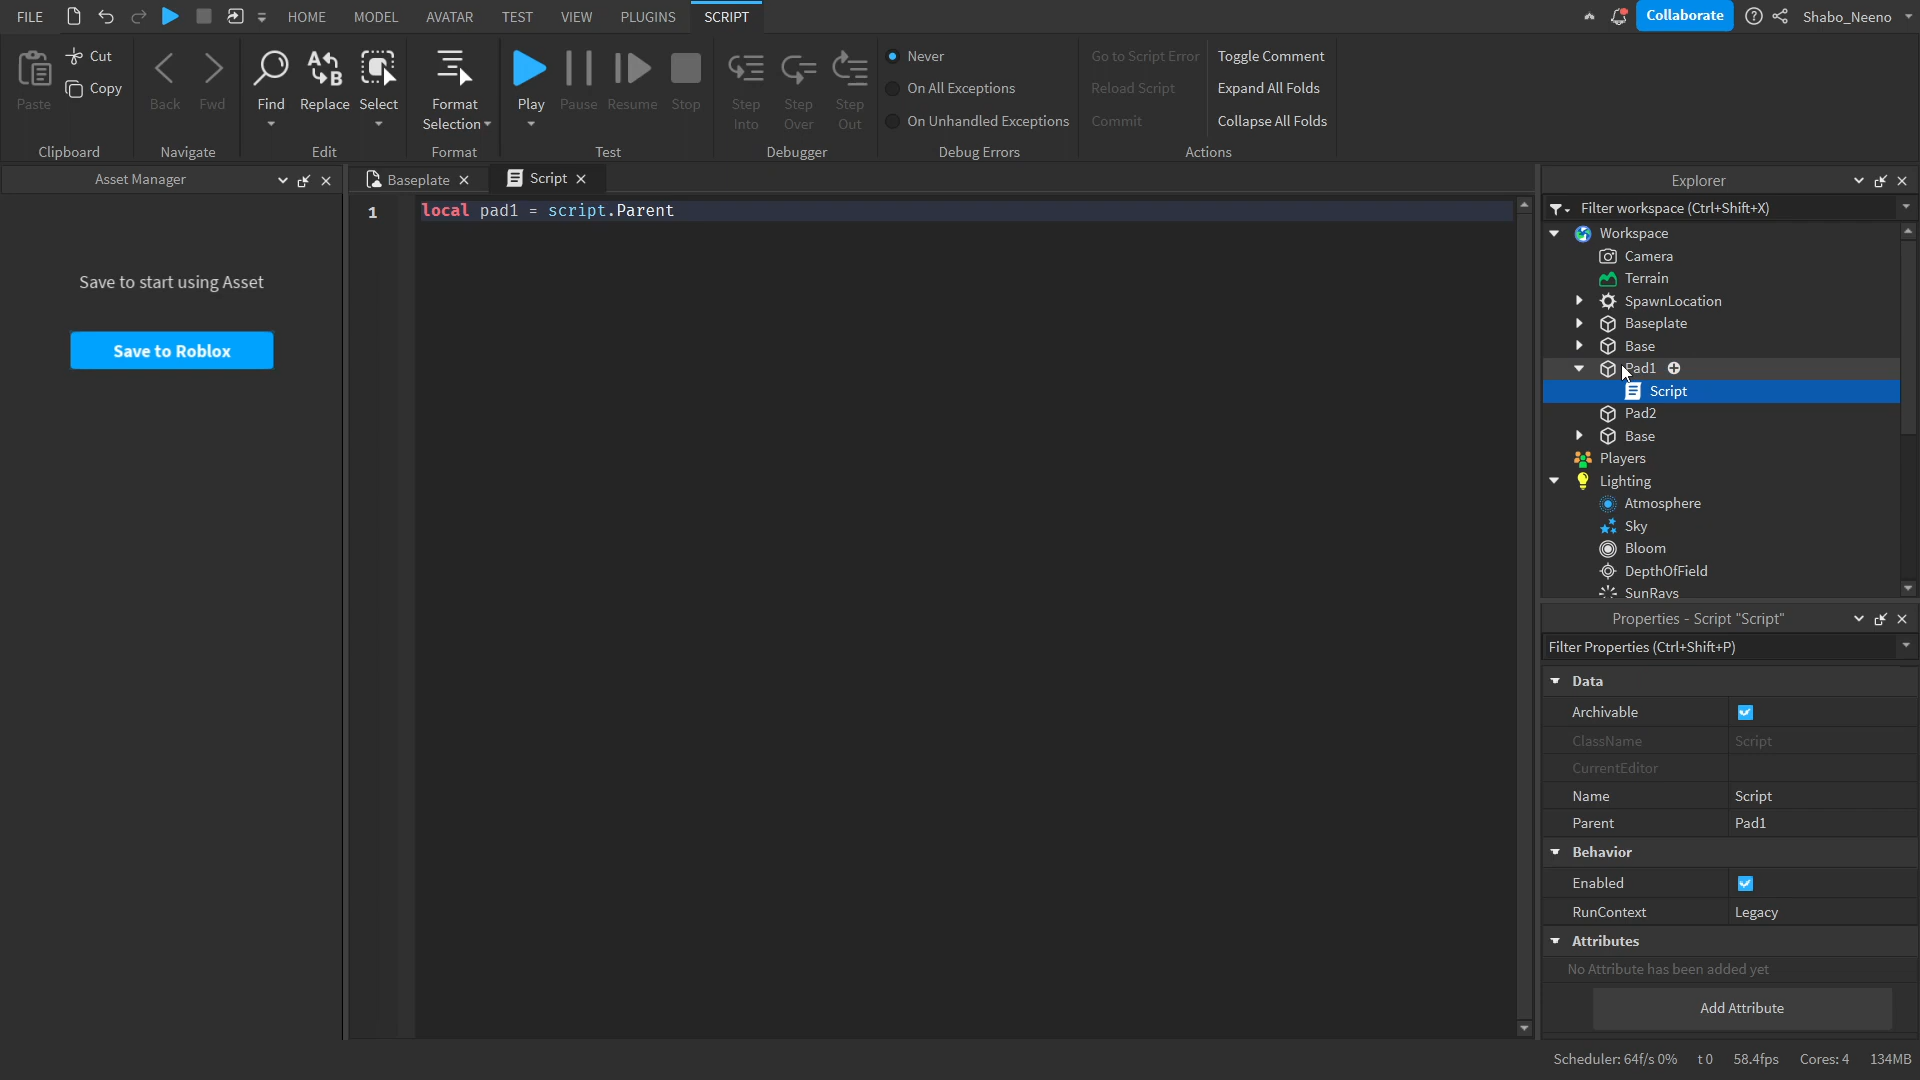 FILE HOME MODEL AVATAR TEST VIEW PLUGINS SCRIPT Collaborate Shabo_Neeno
Paste Cut Copy
Clipboard
Back Fwd
Navigate
Find Replace Select
Edit
Format Selection
Format
Play Pause Resume Stop
Test
Step Into Step Over Step Out
Debugger
Never
On All Exceptions
On Unhandled Exceptions
Debug Errors
Go to Script Error Toggle Comment
Reload Script Expand All Folds
Commit Collapse All Folds
Actions
Asset Manager
Save to start using Asset
Save to Roblox
Baseplate Script
1 local pad1 = script.Parent
Explorer
Filter workspace (Ctrl+Shift+X)
Workspace
Camera
Terrain
SpawnLocation
Baseplate
Base
Pad1
Script
Pad2
Base
Players
Lighting
Atmosphere
Sky
Bloom
DepthOfField
SunRays
Properties - Script "Script"
Filter Properties (Ctrl+Shift+P)
Data
Archivable
ClassName Script
CurrentEditor
Name Script
Parent Pad1
Behavior
Enabled
RunContext Legacy
Attributes
No Attribute has been added yet
Add Attribute
Scheduler: 64f/s 0% t 0 58.4fps Cores: 4 134MB